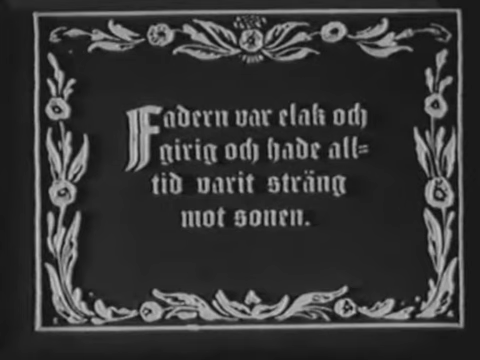 Fadern var elak och
girig och hade all=
tid varit sträng
mot sonen.